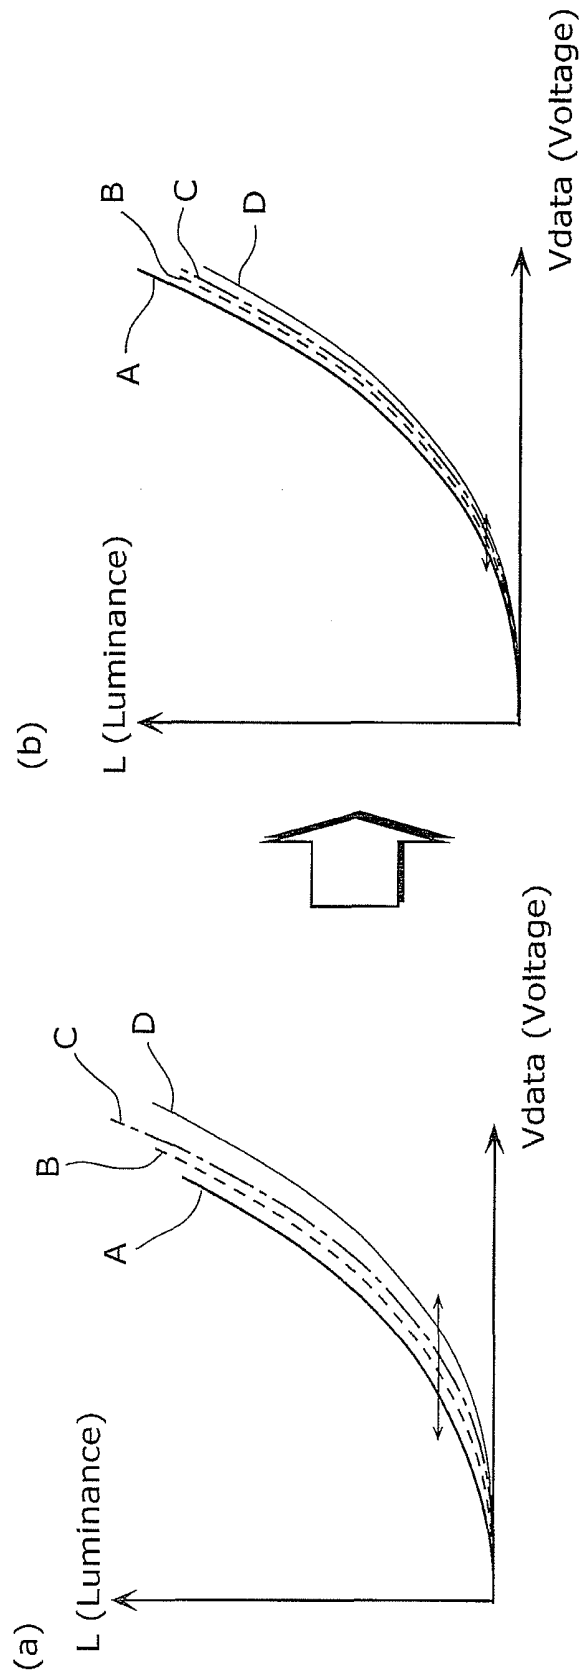 (a)
L (Luminance)
A
B
C
D
Vdata (Voltage)
(b)
L (Luminance)
A
B
C
D
Vdata (Voltage)